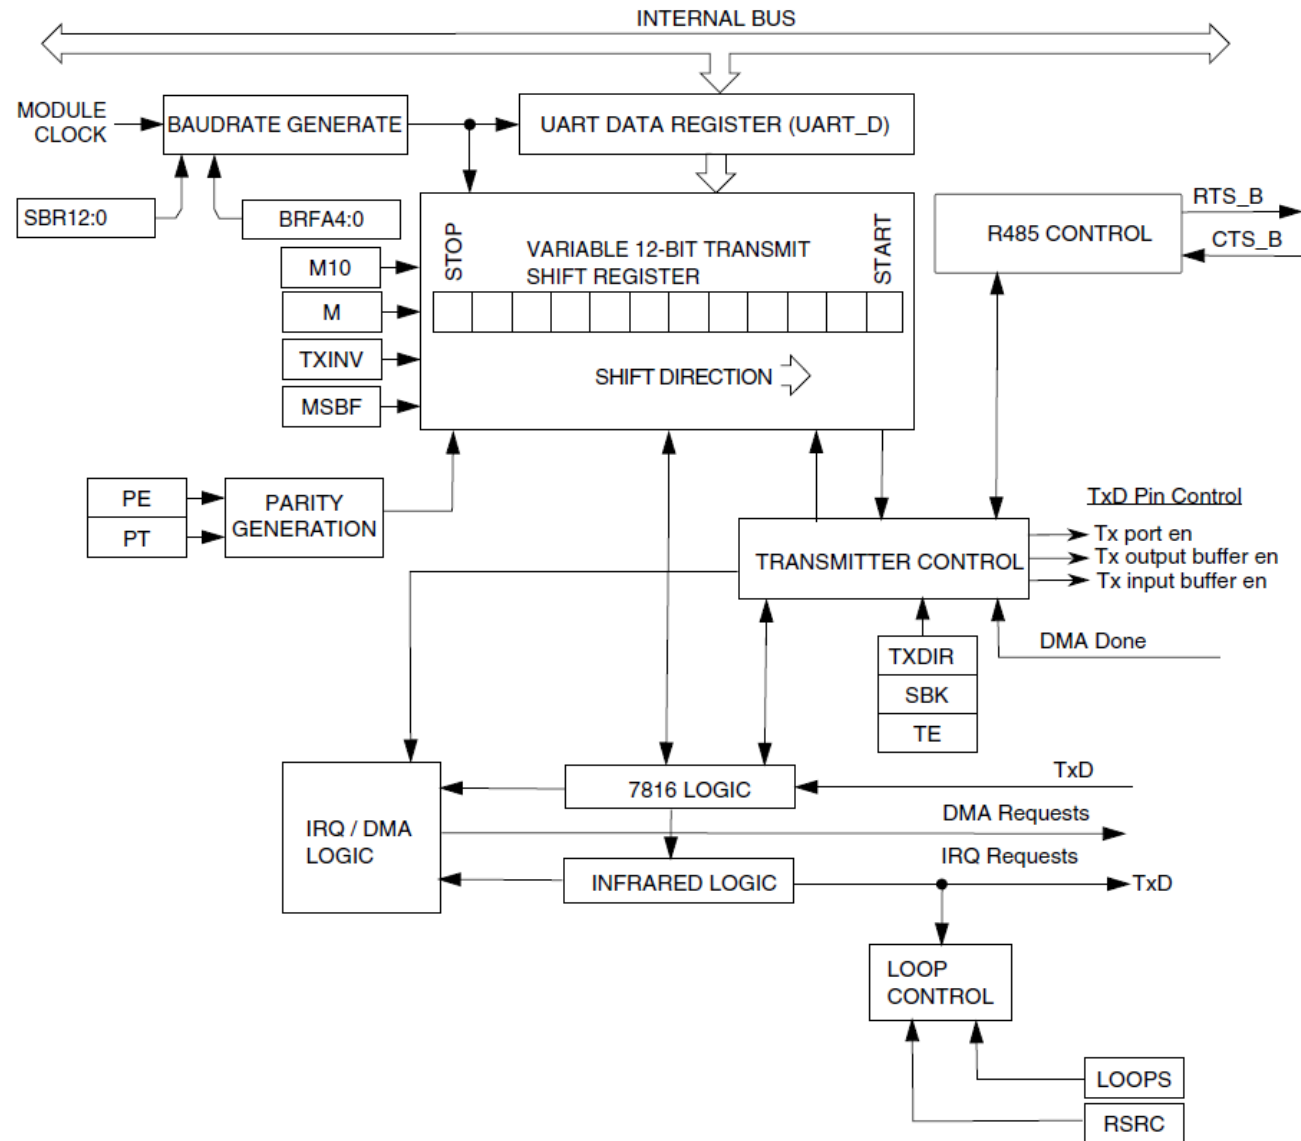 INTERNAL BUS
MODULE
CLOCK
BAUDRATE GENERATE
UART DATA REGISTER (UART_D)
SBR12:0
BRFA4:0
RTS_B
R485 CONTROL
CTS_B
M10
M
TXINV
MSBF
STOP
VARIABLE 12-BIT TRANSMIT
SHIFT REGISTER
START
SHIFT DIRECTION
PE
PT
PARITY
GENERATION
TxD Pin Control
TRANSMITTER CONTROL
Tx port en
Tx output buffer en
Tx input buffer en
DMA Done
TXDIR
SBK
TE
7816 LOGIC
TxD
IRQ / DMA
LOGIC
DMA Requests
IRQ Requests
INFRARED LOGIC
TxD
LOOP
CONTROL
LOOPS
RSRC